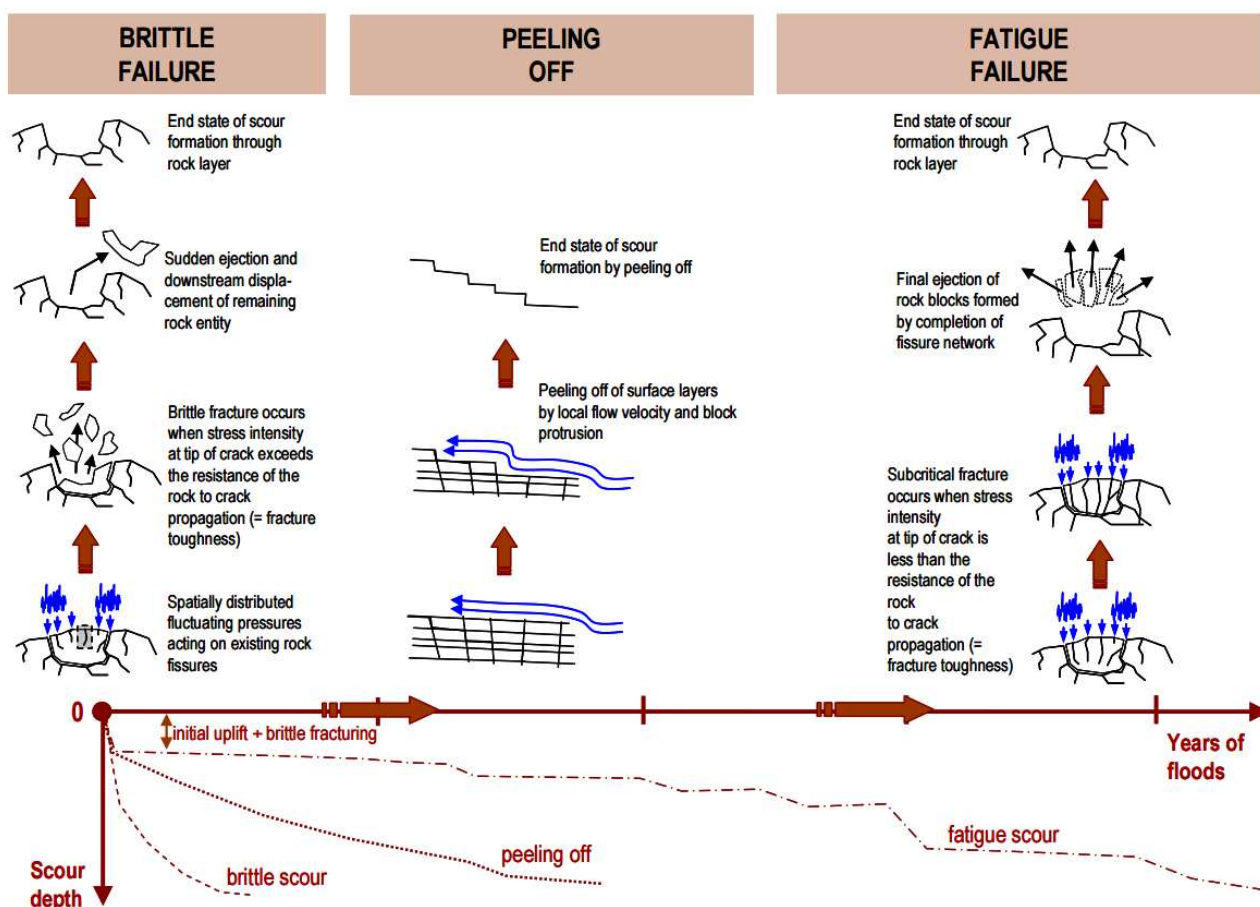 BRITTLE
FAILURE
PEELING
OFF
FATIGUE
FAILURE
End state of scour
formation through
rock layer
Sudden ejection and
downstream displa-
cement of remaining
rock entity
Brittle fracture occurs
when stress intensity
at tip of crack exceeds
the resistance of the
rock to crack
propagation (= fracture
toughness)
Spatially distributed
fluctuating pressures
acting on existing rock
fissures
End state of scour
formation by peeling off
Peeling off of surface layers
by local flow velocity and block
protrusion
End state of scour
formation through
rock layer
Final ejection of
rock blocks formed
by completion of
fissure network
Subcritical fracture
occurs when stress
intensity
at tip of crack is
less than the
resistance of the
rock
to crack
propagation (=
fracture toughness)
0
initial uplift + brittle fracturing
Years of
floods
fatigue scour
peeling off
brittle scour
Scour
depth